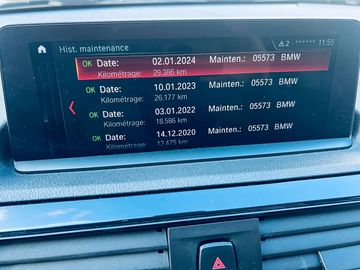 Hist. maintenance
2 11:55
OK Date: 02.01.2024 Mainten.: 05573 BMW
Kilométrage: 29.386 km
OK Date: 10.01.2023 Mainten.: 05573 BMW
Kilométrage: 26.177 km
OK Date: 03.01.2022 Mainten.: 05573 BMW
Kilométrage: 18.586 km
OK Date: 14.12.2020 Mainten.: 05573 BMW
Kilométrage: 12.475 km